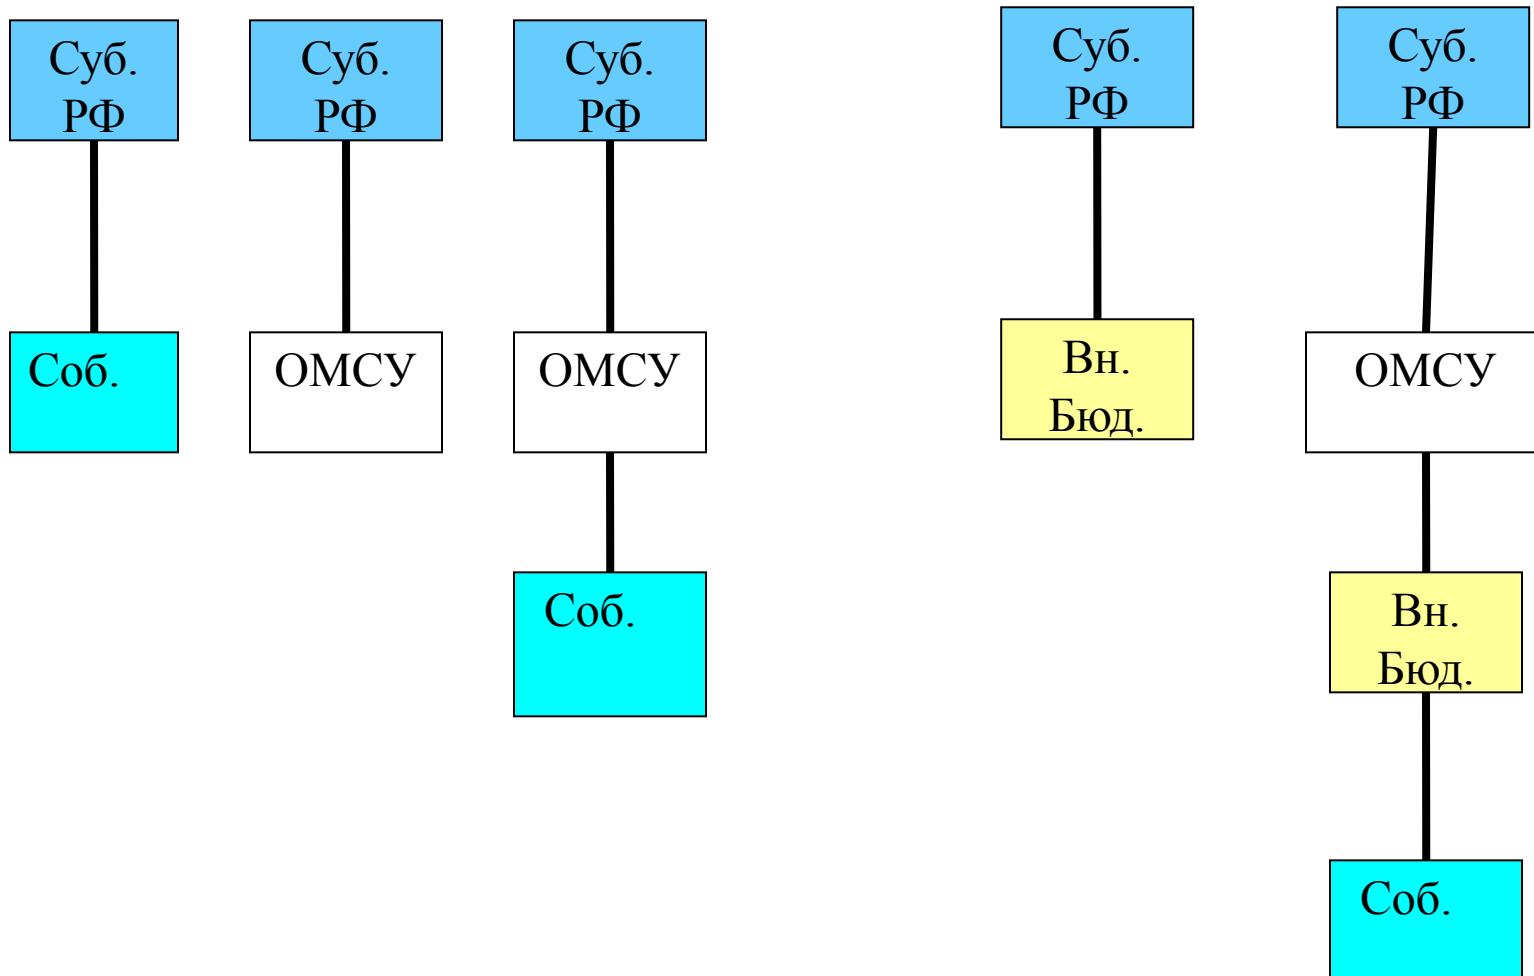 Суб.
РФ
Суб.
РФ
Суб.
РФ
Суб.
РФ
Суб.
РФ
Соб.
ОМСУ
ОМСУ
Вн.
Бюд.
ОМСУ
Соб.
Вн.
Бюд.
Соб.